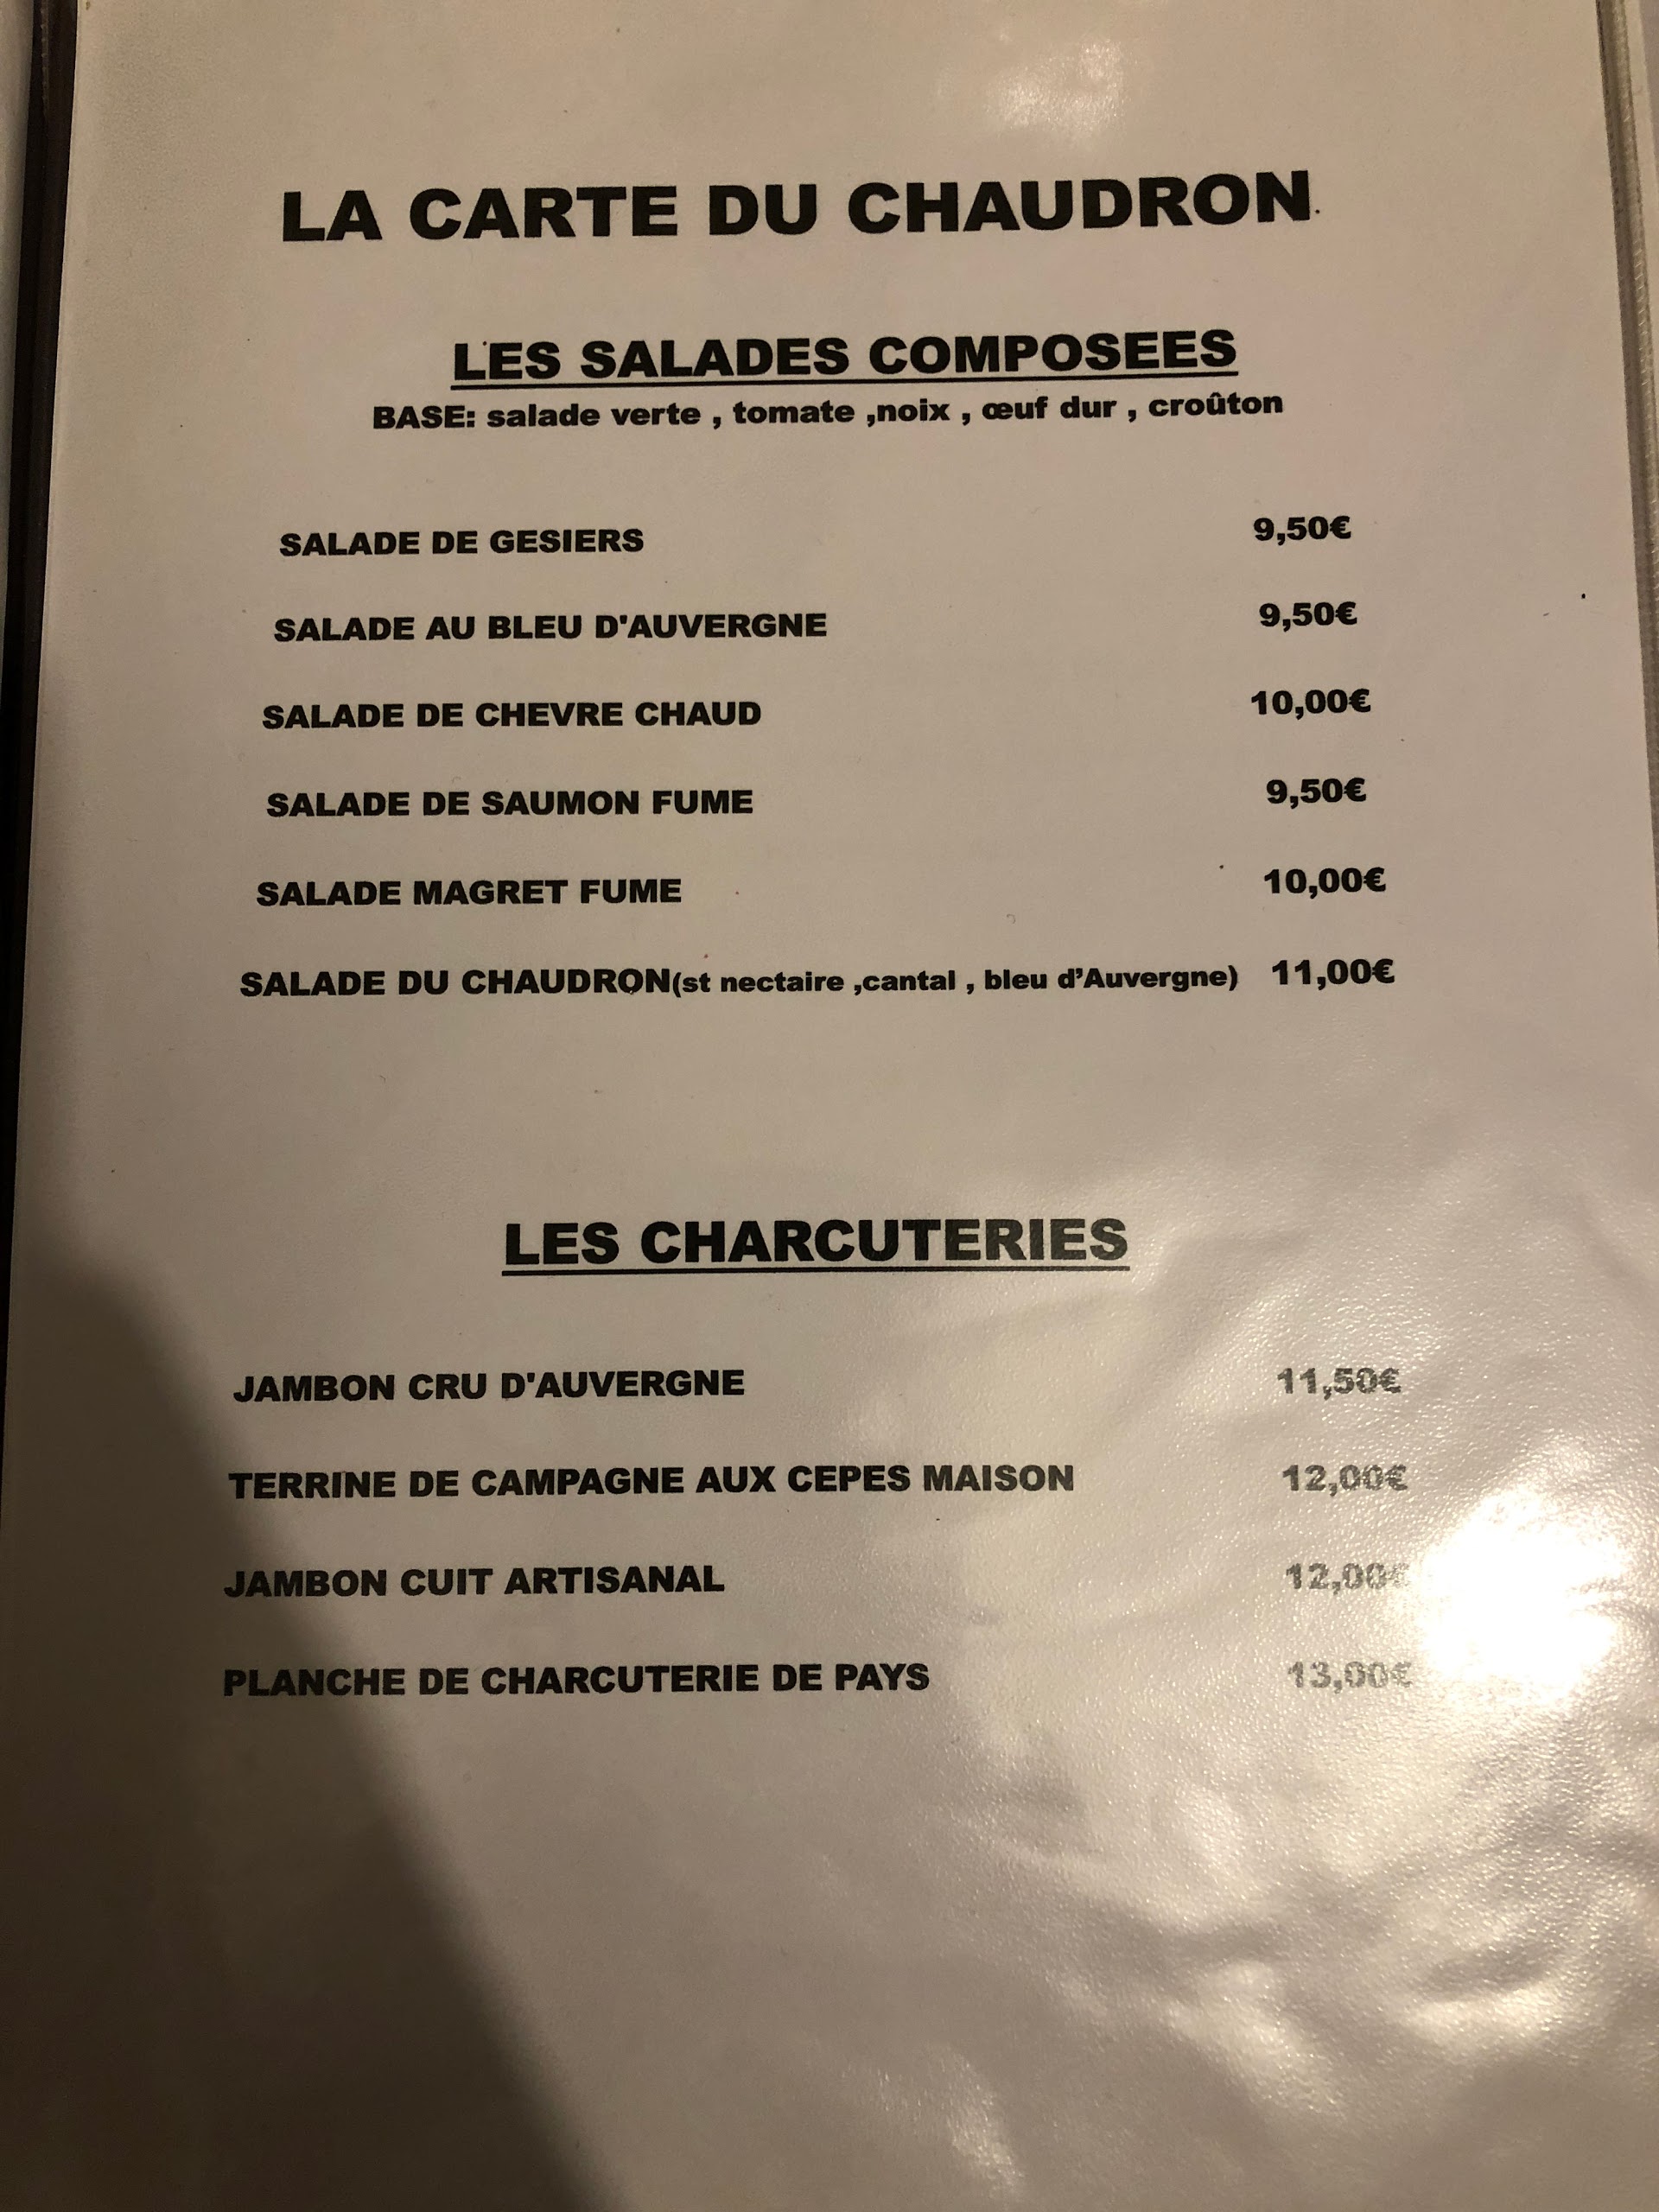 LA CARTE DU CHAUDRON.
LES SALADES COMPOSEES
BASE: salade verte , tomate ,noix , œuf dur , croûton
SALADE DE GESIERS 9,50€
SALADE AU BLEU D'AUVERGNE 9,50€
SALADE DE CHEVRE CHAUD 10,00€
SALADE DE SAUMON FUME 9,50€
SALADE MAGRET FUME 10,00€
SALADE DU CHAUDRON(st nectaire ,cantal , bleu d’Auvergne) 11,00€
LES CHARCUTERIES
JAMBON CRU D'AUVERGNE 11,50€
TERRINE DE CAMPAGNE AUX CEPES MAISON 12,00€
JAMBON CUIT ARTISANAL 12,00€
PLANCHE DE CHARCUTERIE DE PAYS 13,00€